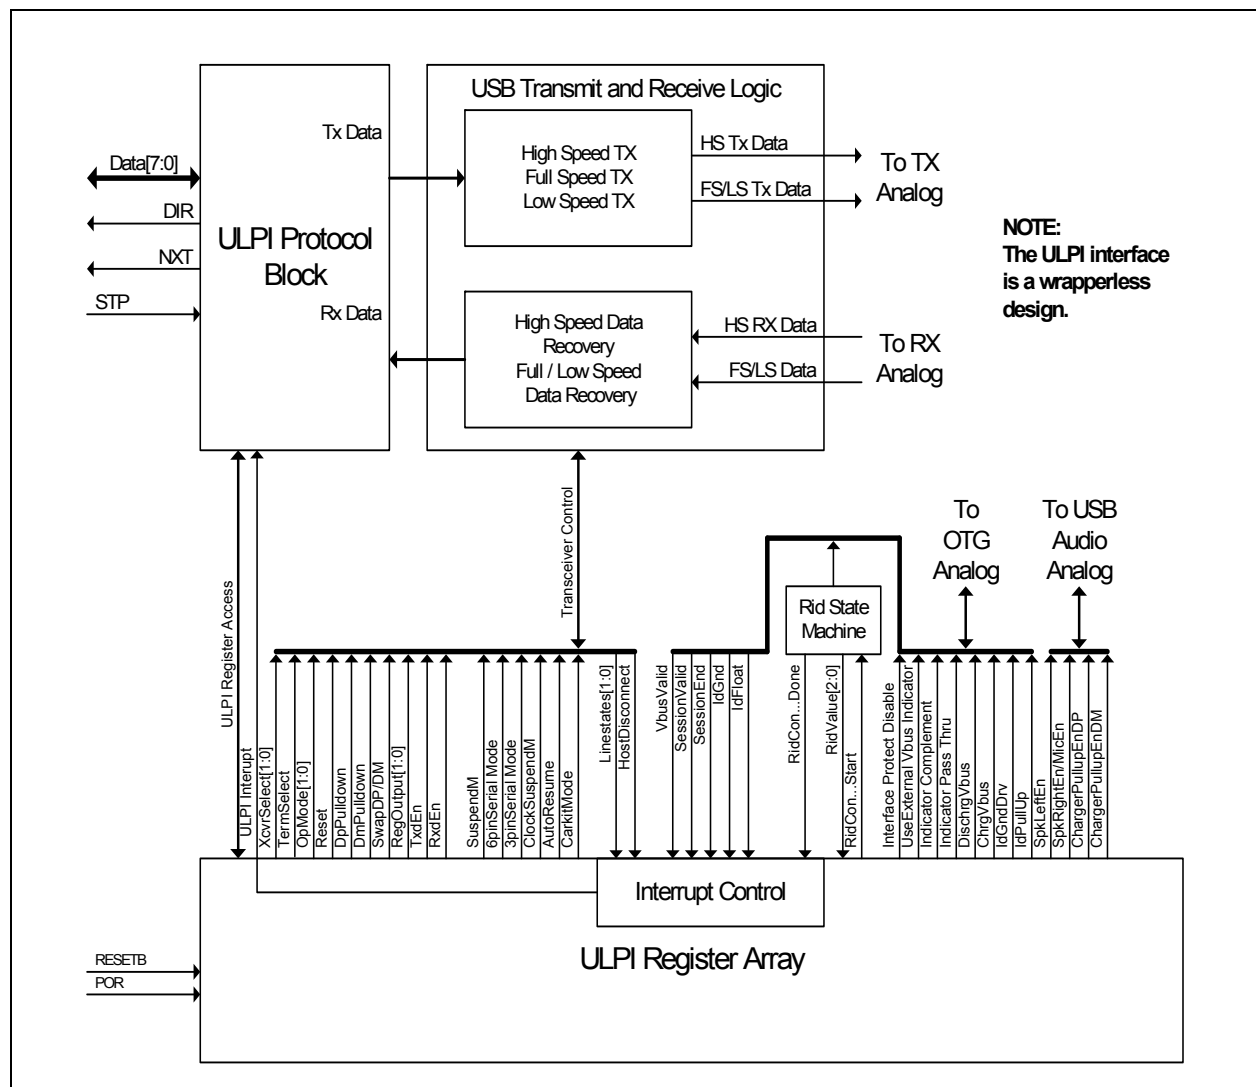 USB Transmit and Receive Logic
Tx Data
High Speed TX
Full Speed TX
Low Speed TX
HS Tx Data
FS/LS Tx Data
To TX
Analog
Data[7:0]
DIR
NXT
STP
ULPI Protocol
Block
Rx Data
High Speed Data
Recovery
Full / Low Speed
Data Recovery
HS RX Data
FS/LS Data
To RX
Analog
NOTE:
The ULPI interface
is a wrapperless
design.
ULPI Register Access
ULPI Interupt
Transceiver Control
To
OTG
Analog
To USB
Audio
Analog
Rid State
Machine
XcvrSelect[1:0]
TermSelect
OpMode[1:0]
Reset
DpPulldown
DmPulldown
SwapDP/DM
RegOutput[1:0]
TxdEn
RxdEn
SuspendM
6pinSerial Mode
3pinSerial Mode
ClockSuspendM
AutoResume
CarkitMode
Linestates[1:0]
HostDisconnect
VbusValid
SessionValid
SessionEnd
IdGnd
IdFloat
RidCon...Done
RidValue[2:0]
RidCon...Start
Interface Protect Disable
UseExternal Vbus Indicator
Indicator Complement
Indicator Pass Thru
DischrgVbus
ChrgVbus
IdGndDrv
IdPullUp
SpkLeftEn
SpkRightEn/MicEn
ChargerPullupEnDP
ChargerPullupEnDM
Interrupt Control
ULPI Register Array
RESETB
POR